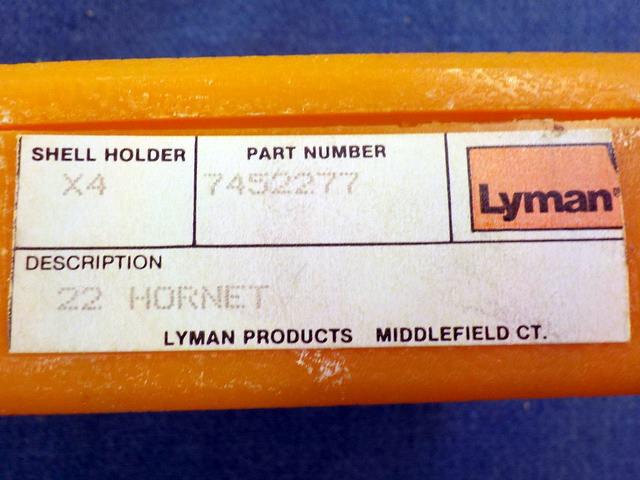 SHELL HOLDER
X4
PART NUMBER
7452277
Lyman®
DESCRIPTION
22 HORNET
LYMAN PRODUCTS MIDDLEFIELD CT.